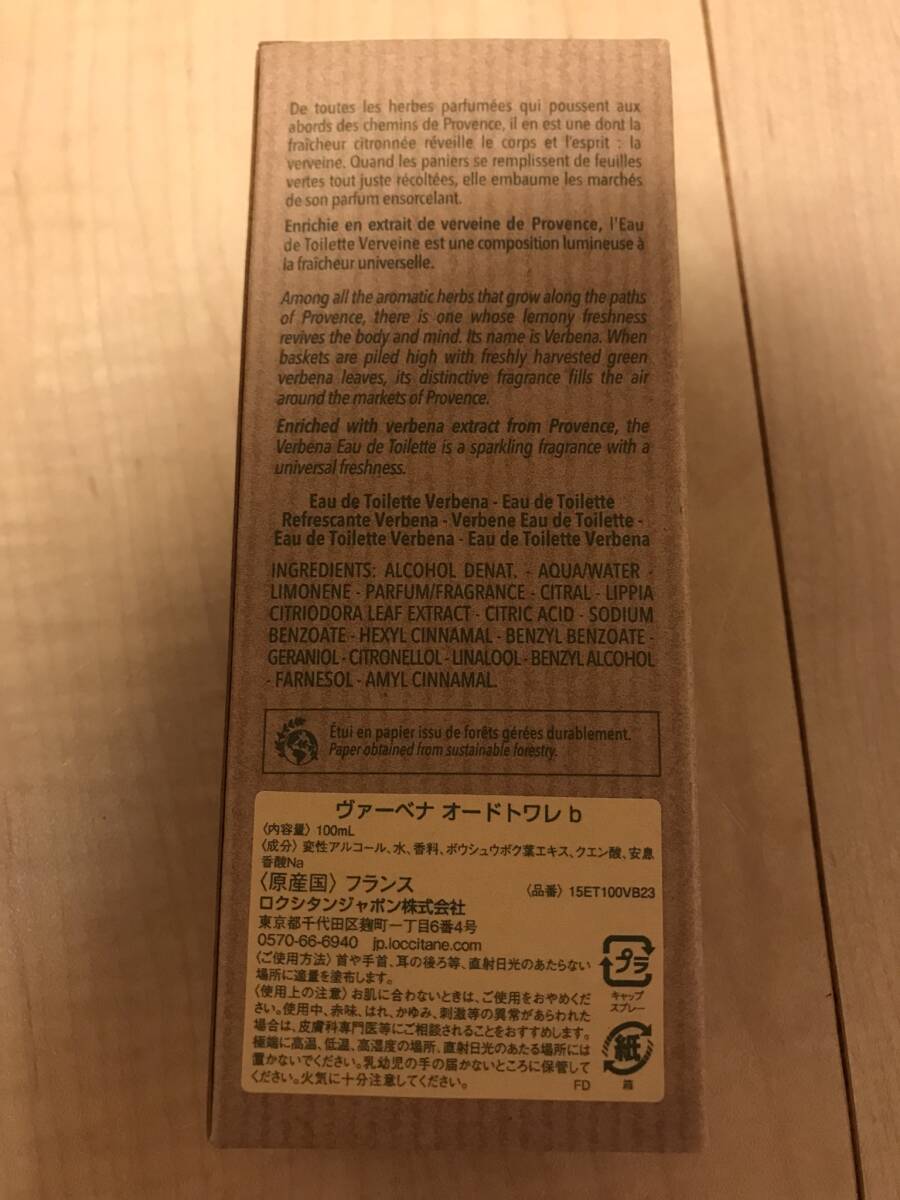 De toutes les herbes parfumées qui poussent aux
abords des chemins de Provence, il en est une dont la
fraîcheur citronnée réveille le corps et l'esprit : la
verveine. Quand les paniers se remplissent de feuilles
vertes tout juste récoltées, elle embaume les marchés
de son parfum ensorcelant.
Enrichie en extrait de verveine de Provence, l'Eau
de Toilette Verveine est une composition lumineuse à
la fraîcheur universelle.
Among all the aromatic herbs that grow along the paths
of Provence, there is one whose lemony freshness
revives the body and mind. Its name is Verbena. When
baskets are piled high with freshly harvested green
verbena leaves, its distinctive fragrance fills the air
around the markets of Provence.
Enriched with verbena extract from Provence, the
Verbena Eau de Toilette is a sparkling fragrance with a
universal freshness.
Eau de Toilette Verbena - Eau de Toilette
Refrescante Verbena - Verbene Eau de Toilette -
Eau de Toilette Verbena - Eau de Toilette Verbena
INGREDIENTS: ALCOHOL DENAT. - AQUA/WATER -
LIMONENE - PARFUM/FRAGRANCE - CITRAL - LIPPIA
CITRIODORA LEAF EXTRACT - CITRIC ACID - SODIUM
BENZOATE - HEXYL CINNAMAL - BENZYL BENZOATE -
GERANIOL - CITRONELLOL - LINALOOL - BENZYL ALCOHOL
- FARNESOL - AMYL CINNAMAL.
Étui en papier issu de forêts gérées durablement.
Paper obtained from sustainable forestry.
ヴァーベナ オードトワレ b
〈内容量〉 100mL
〈成分〉 変性アルコール、水、香料、ボウシュウボク葉エキス、クエン酸、安息
香酸Na
〈原産国〉 フランス 〈品番〉 15ET100VB23
ロクシタンジャポン株式会社
東京都千代田区麹町一丁目6番4号
0570-66-6940 jp.loccitane.com
〈ご使用方法〉 首や手首、耳の後ろ等、直射日光のあたらない
場所に適量を塗布します。
〈使用上の注意〉 お肌に合わないときは、ご使用をおやめくだ
さい。使用中、赤味、はれ、かゆみ、刺激等の異常があらわれた
場合は、皮膚科専門医等にご相談されることをおすすめします。
極端に高温、低温、高湿度の場所、直射日光のあたる場所には
置かないでください。乳幼児の手の届かないところに保管して
ください。火気に十分注意してください。 FD
プラ
キャップ
スプレー
紙
函